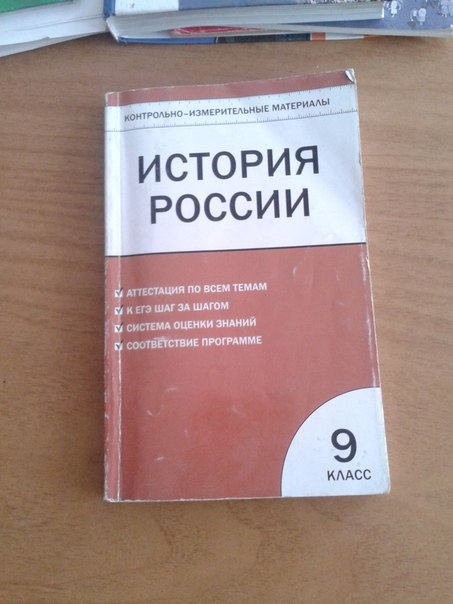 КОНТРОЛЬНО-ИЗМЕРИТЕЛЬНЫЕ МАТЕРИАЛЫ
ИСТОРИЯ
РОССИИ
АТТЕСТАЦИЯ ПО ВСЕМ ТЕМАМ
К ЕГЭ ШАГ ЗА ШАГОМ
СИСТЕМА ОЦЕНКИ ЗНАНИЙ
СООТВЕТСТВИЕ ПРОГРАММЕ
9
КЛАСС